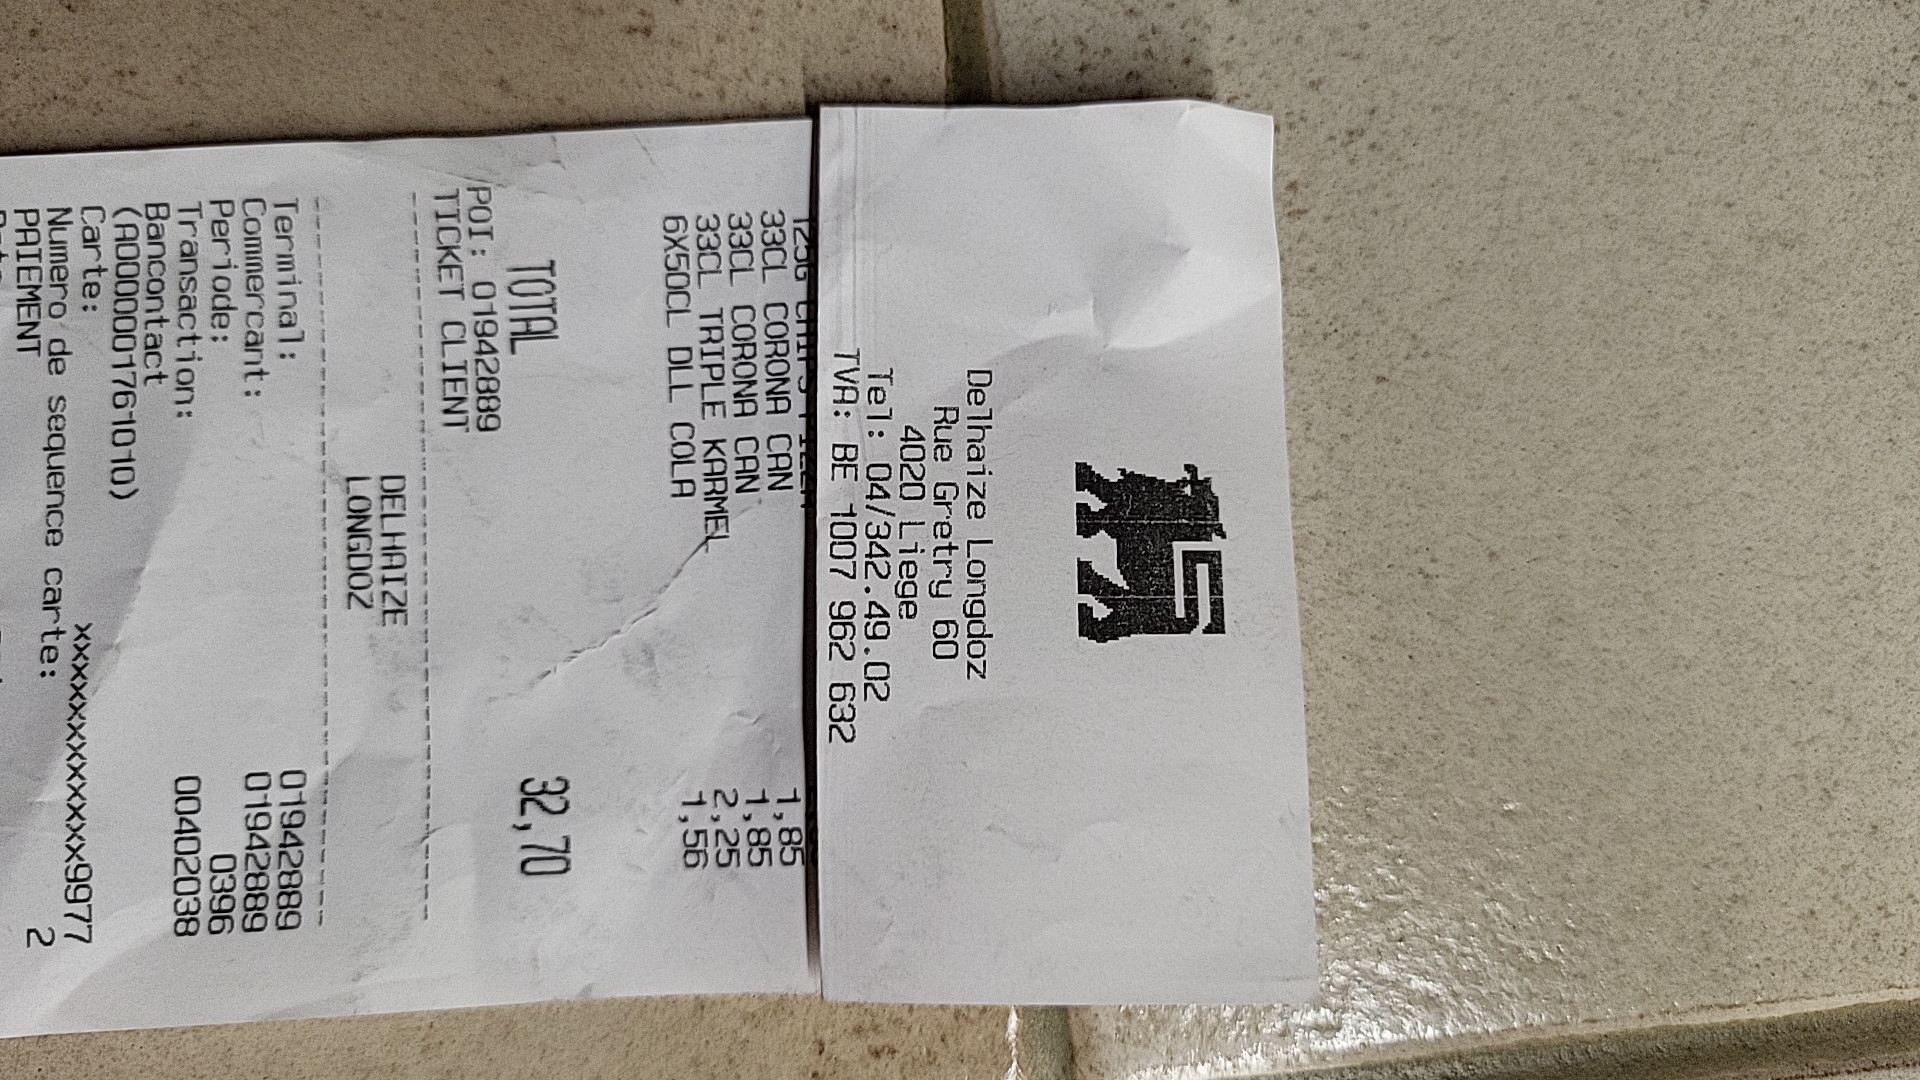 Delhaize Longdoz
Rue Gretry 60
4020 Liege
Tel: 04/342.49.02
TVA: BE 1007 962 632
33CL CORONA CAN 1,85
33CL CORONA CAN 1,85
33CL TRIPLE KARMEL 2,25
6X50CL DLL COLA 1,56
TOTAL 32,70
POI: 01942889
TICKET CLIENT
DELHAIZE
LONGDOZ
Terminal: 01942889
Commercant: 01942889
Periode: 0396
Transaction: 00402038
Bancontact
(A0000001761010)
Carte: xxxxxxxxxxxxx9977
Numero de sequence carte: 2
PAIEMENT